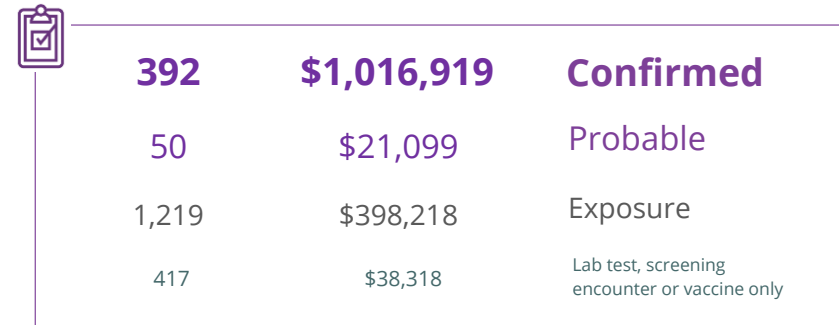 392 $1,016,919 Confirmed
50 $21,099 Probable
1,219 $398,218 Exposure
417 $38,318 Lab test, screening
encounter or vaccine only